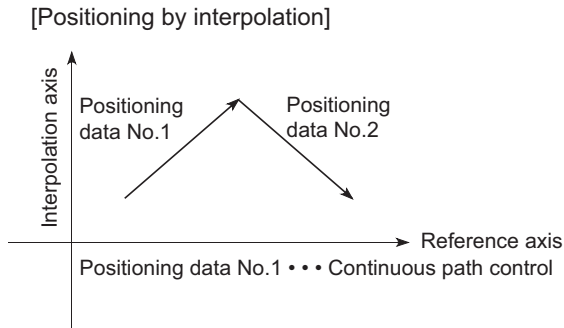 [Positioning by interpolation]
Interpolation axis
Positioning
data No.1
Positioning
data No.2
Reference axis
Positioning data No.1 • • • Continuous path control